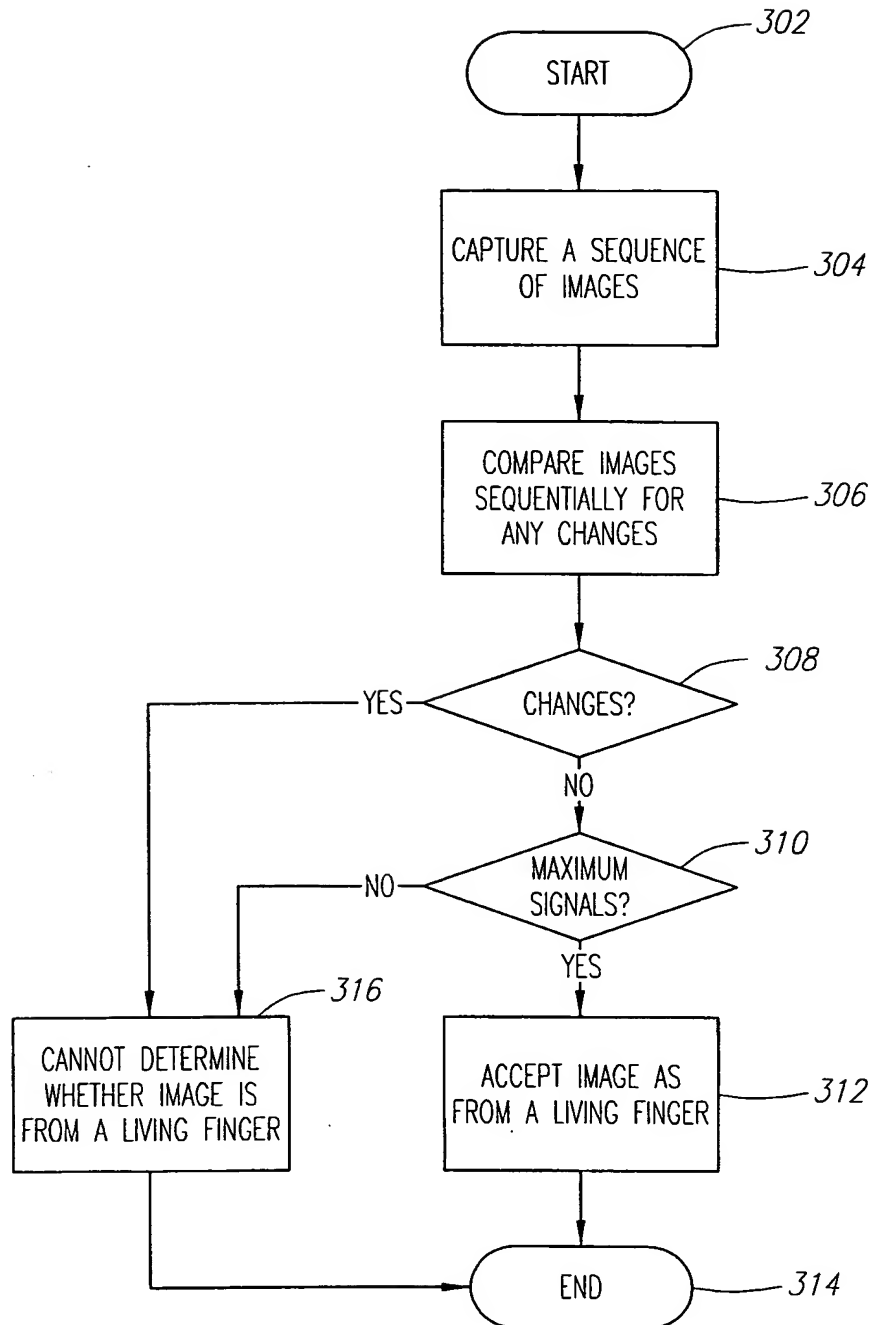 302
START
CAPTURE A SEQUENCE
OF IMAGES
304
COMPARE IMAGES
SEQUENTIALLY FOR
ANY CHANGES
306
308
YES
CHANGES?
NO
310
NO
MAXIMUM
SIGNALS?
YES
316
CANNOT DETERMINE
WHETHER IMAGE IS
FROM A LIVING FINGER
ACCEPT IMAGE AS
FROM A LIVING FINGER
312
END
314